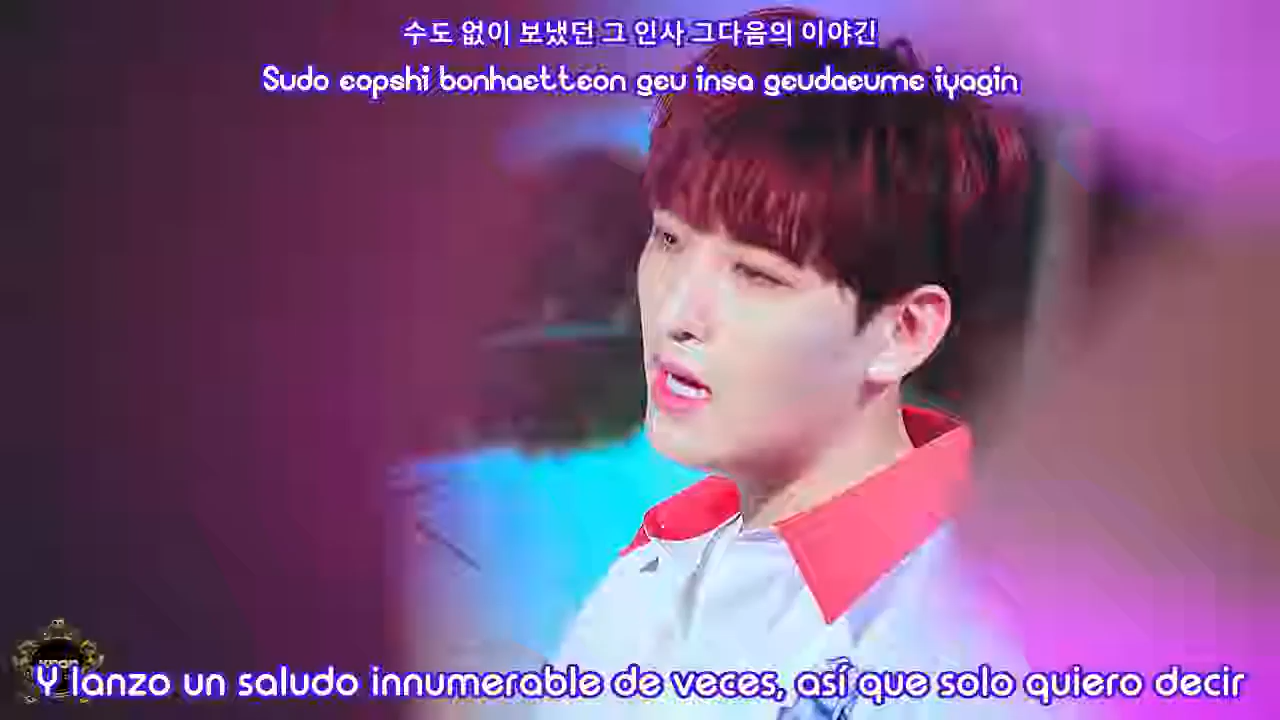 수도 없이 보냈던 그 인사 그다음의 이야긴
Sudo eopshi bonhaetteon geu insa geudaeume iyagin
Y lanzo un saludo innumerable de veces, así que solo quiero decir